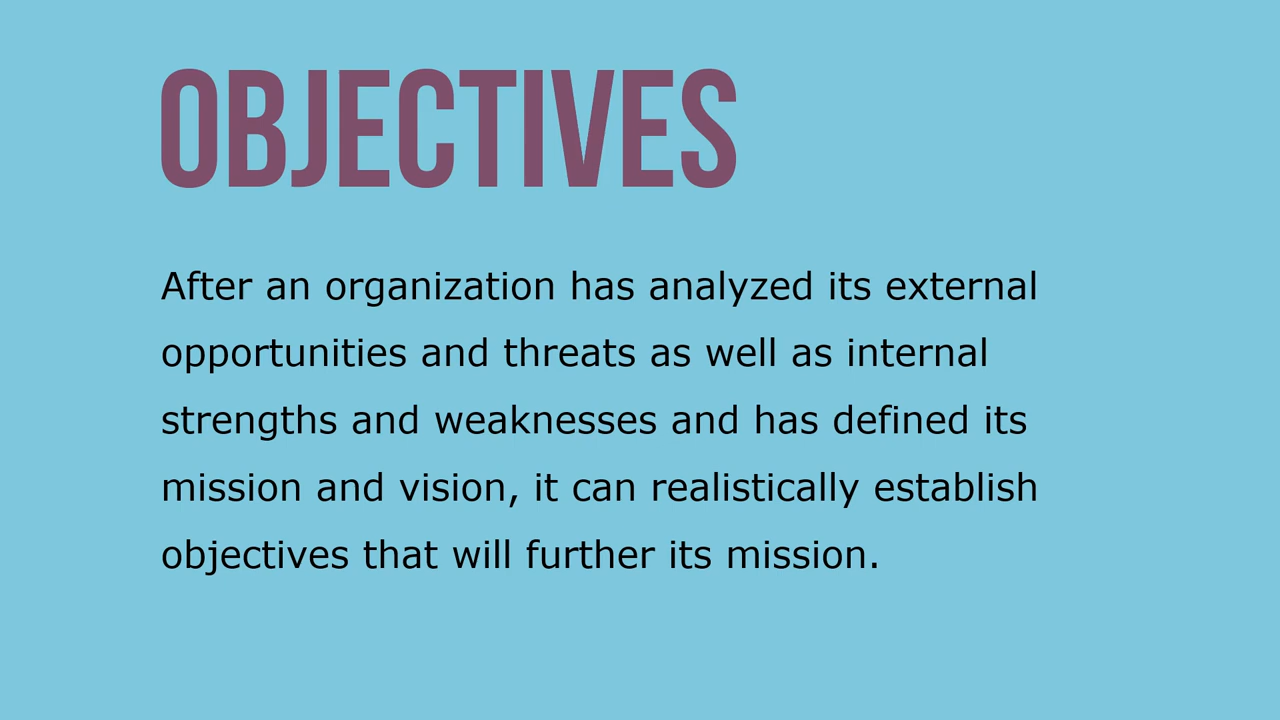 OBJECTIVES
After an organization has analyzed its external
opportunities and threats as well as internal
strengths and weaknesses and has defined its
mission and vision, it can realistically establish
objectives that will further its mission.